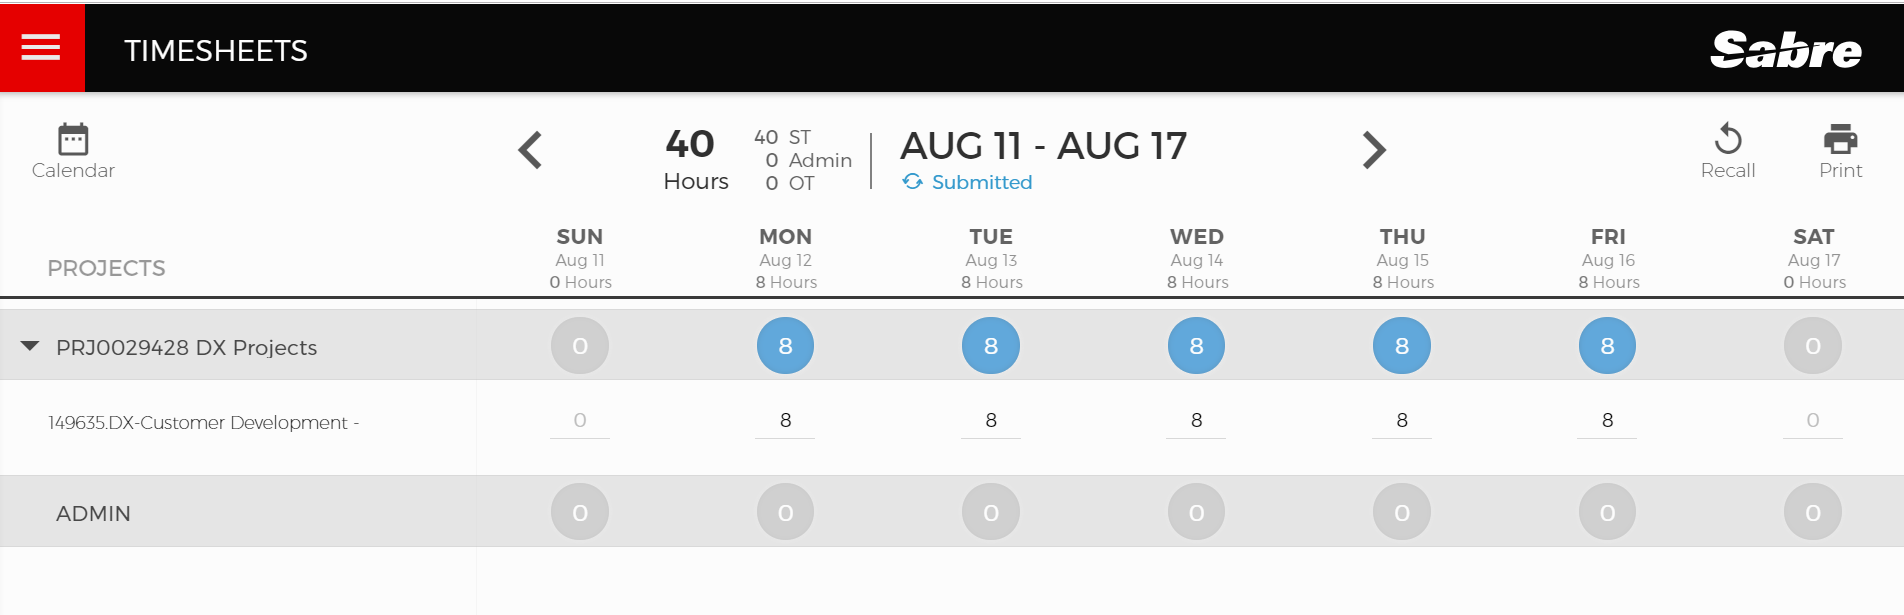 TIMESHEETS
Sabre
Calendar
40
Hours
40 ST
0 Admin
0 OT
AUG 11 - AUG 17
Submitted
Recall
Print
PROJECTS
SUN MON TUE WED THU FRI SAT
Aug 11 Aug 12 Aug 13 Aug 14 Aug 15 Aug 16 Aug 17
0 Hours 8 Hours 8 Hours 8 Hours 8 Hours 8 Hours 0 Hours
PRJ0029428 DX Projects 0 8 8 8 8 8 0
149635.DX-Customer Development - 0 8 8 8 8 8 0
ADMIN 0 0 0 0 0 0 0